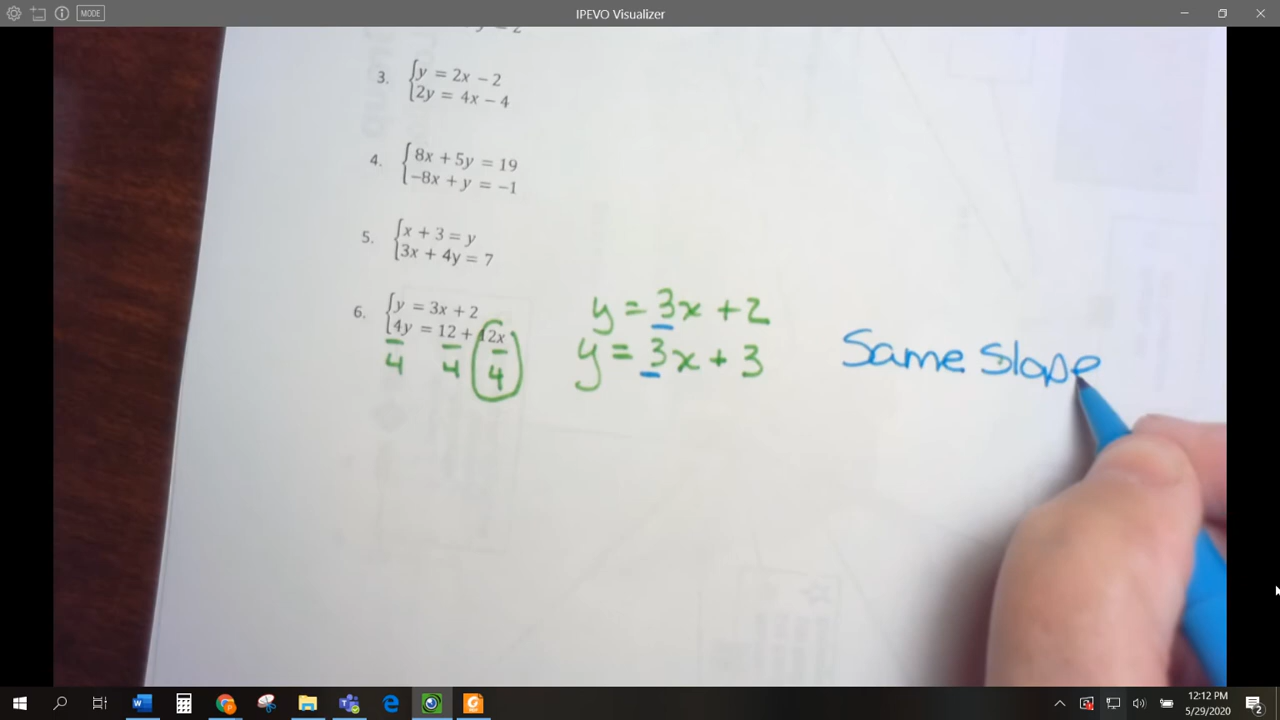 MODE
IPEVO Visualizer
3. y = 2x − 2
2y = 4x − 4
4. 8x + 5y = 19
−8x + y = −1
5. x + 3 = y
3x + 4y = 7
6. y = 3x + 2
4y = 12 + 12x
4 4 4
y = 3x + 2
y = 3x + 3
Same Slope
12:12 PM
5/29/2020
2